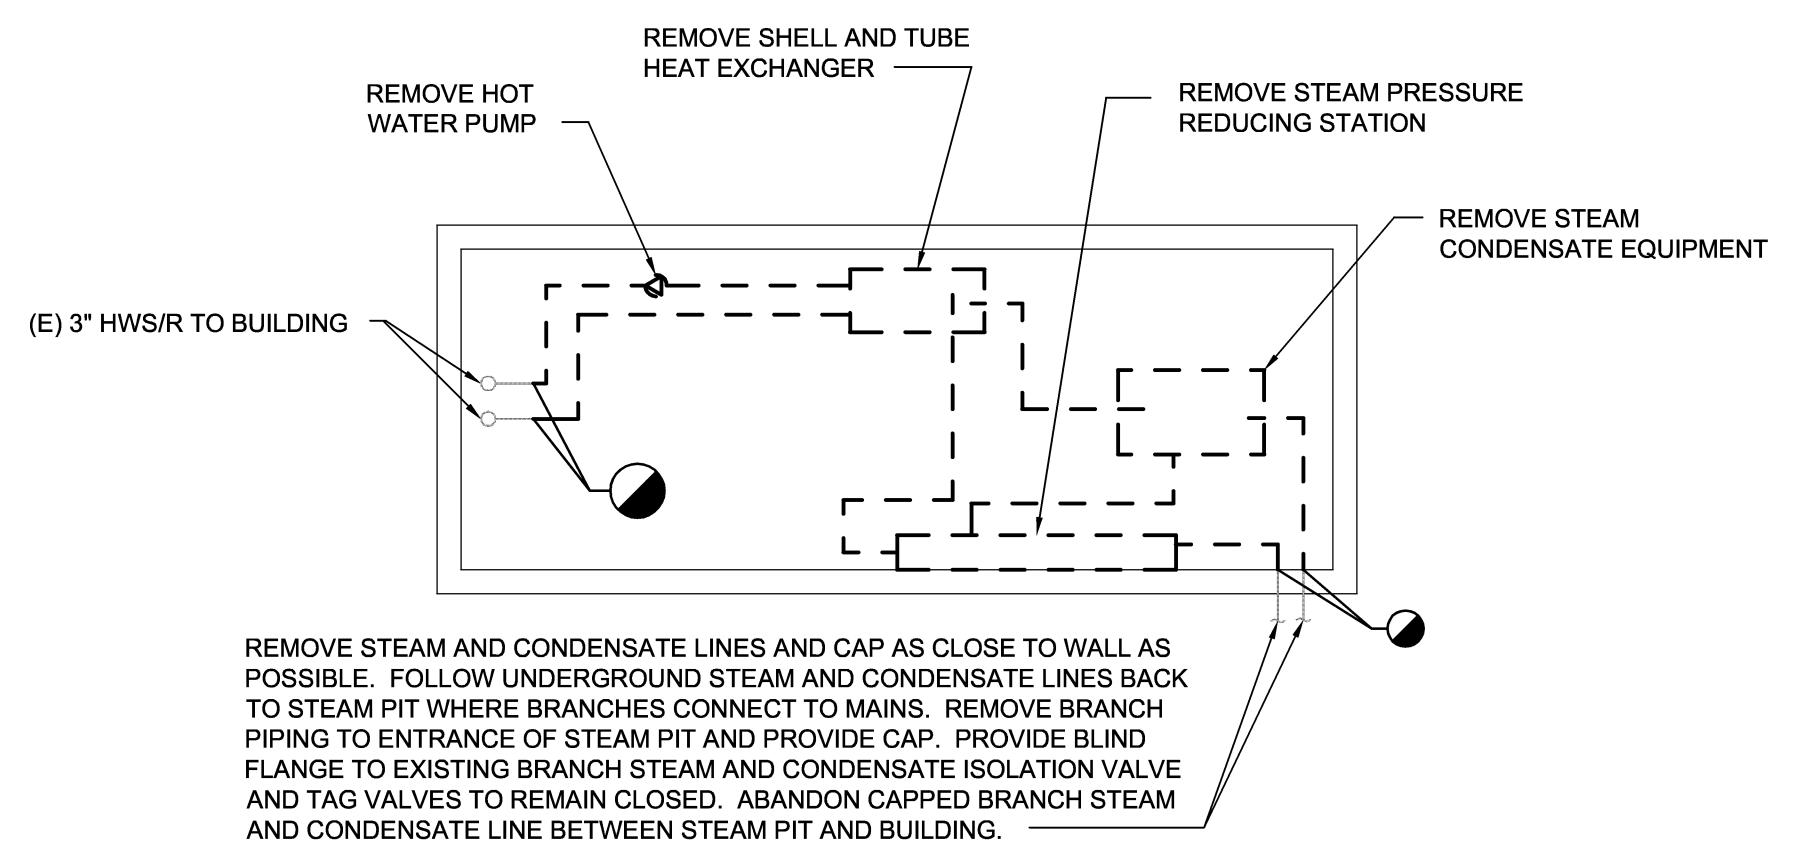 REMOVE SHELL AND TUBE
HEAT EXCHANGER
REMOVE HOT
WATER PUMP
REMOVE STEAM PRESSURE
REDUCING STATION
REMOVE STEAM
CONDENSATE EQUIPMENT
(E) 3" HWS/R TO BUILDING
REMOVE STEAM AND CONDENSATE LINES AND CAP AS CLOSE TO WALL AS
POSSIBLE.  FOLLOW UNDERGROUND STEAM AND CONDENSATE LINES BACK
TO STEAM PIT WHERE BRANCHES CONNECT TO MAINS.  REMOVE BRANCH
PIPING TO ENTRANCE OF STEAM PIT AND PROVIDE CAP.  PROVIDE BLIND
FLANGE TO EXISTING BRANCH STEAM AND CONDENSATE ISOLATION VALVE
AND TAG VALVES TO REMAIN CLOSED.  ABANDON CAPPED BRANCH STEAM
AND CONDENSATE LINE BETWEEN STEAM PIT AND BUILDING.